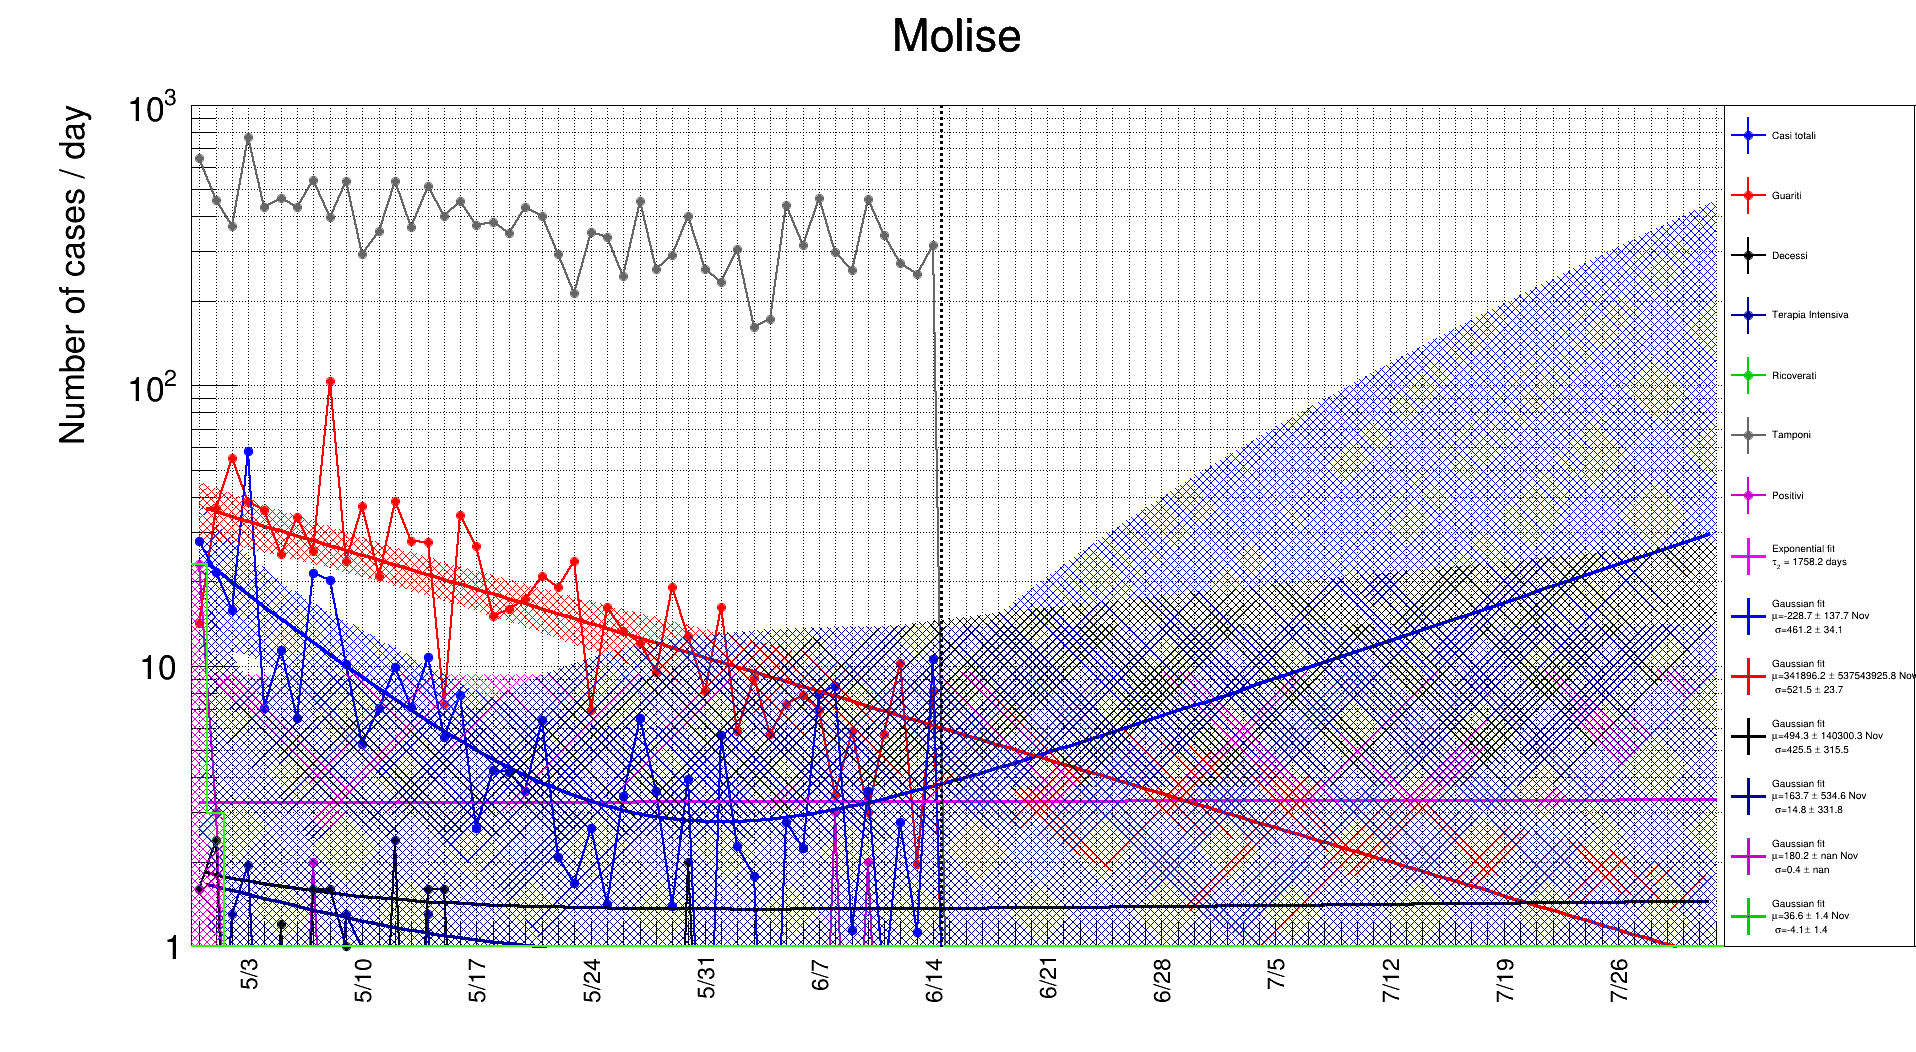 Molise
Number of cases / day
10³
10²
10
1
5/3
5/10
5/17
5/24
5/31
6/7
6/14
6/21
6/28
7/5
7/12
7/19
7/26
Casi totali
Guariti
Decessi
Terapia Intensiva
Ricoverati
Tamponi
Positivi
Exponential fit
τ₂ = 1758.2 days
Gaussian fit
μ=-228.7 ± 137.7 Nov
σ=461.2 ± 34.1
Gaussian fit
μ=341896.2 ± 537543925.8 Nov
σ=521.5 ± 23.7
Gaussian fit
μ=494.3 ± 140300.3 Nov
σ=425.5 ± 315.5
Gaussian fit
μ=163.7 ± 534.6 Nov
σ=14.8 ± 331.8
Gaussian fit
μ=180.2 ± nan Nov
σ=0.4 ± nan
Gaussian fit
μ=36.6 ± 1.4 Nov
σ=-4.1 ± 1.4